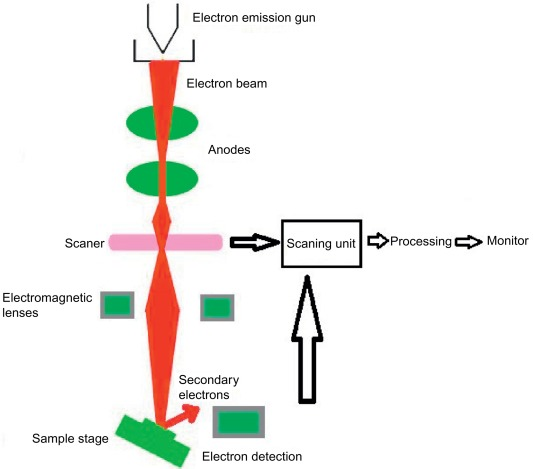 Electron emission gun
Electron beam
Anodes
Scaner
Scaning unit
Processing
Monitor
Electromagnetic
lenses
Secondary
electrons
Sample stage
Electron detection